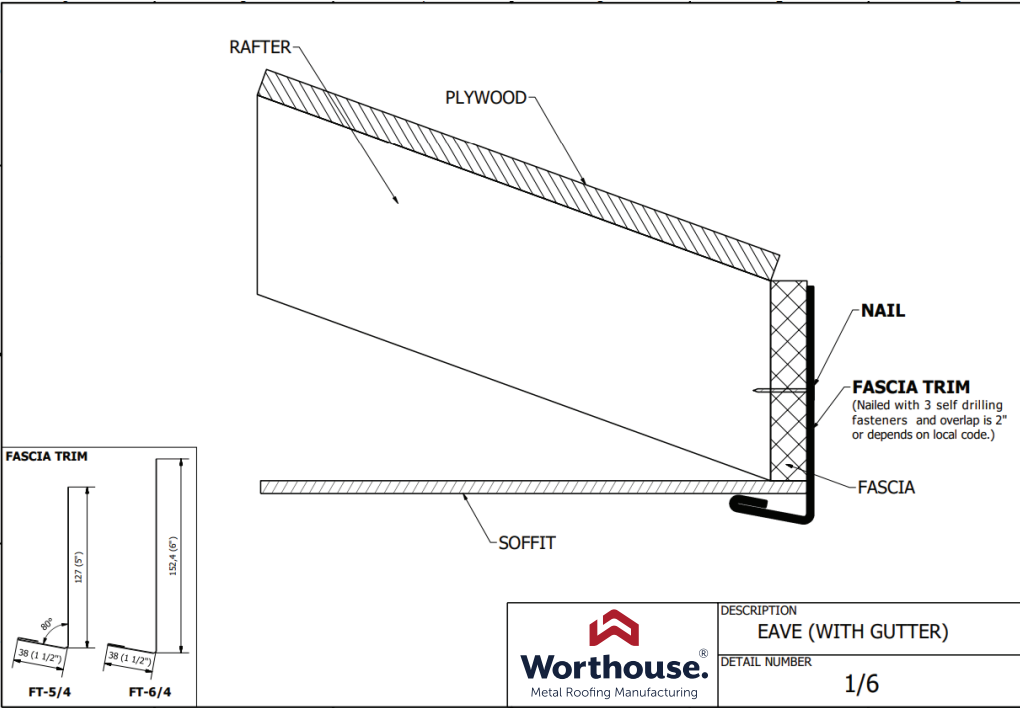 RAFTER
PLYWOOD
NAIL
FASCIA TRIM
(Nailed with 3 self drilling
fasteners and overlap is 2"
or depends on local code.)
FASCIA
SOFFIT
FASCIA TRIM
127 (5")
152,4 (6")
80°
38 (1 1/2")
38 (1 1/2")
FT-5/4
FT-6/4
Worthouse.®
Metal Roofing Manufacturing
DESCRIPTION
EAVE (WITH GUTTER)
DETAIL NUMBER
1/6